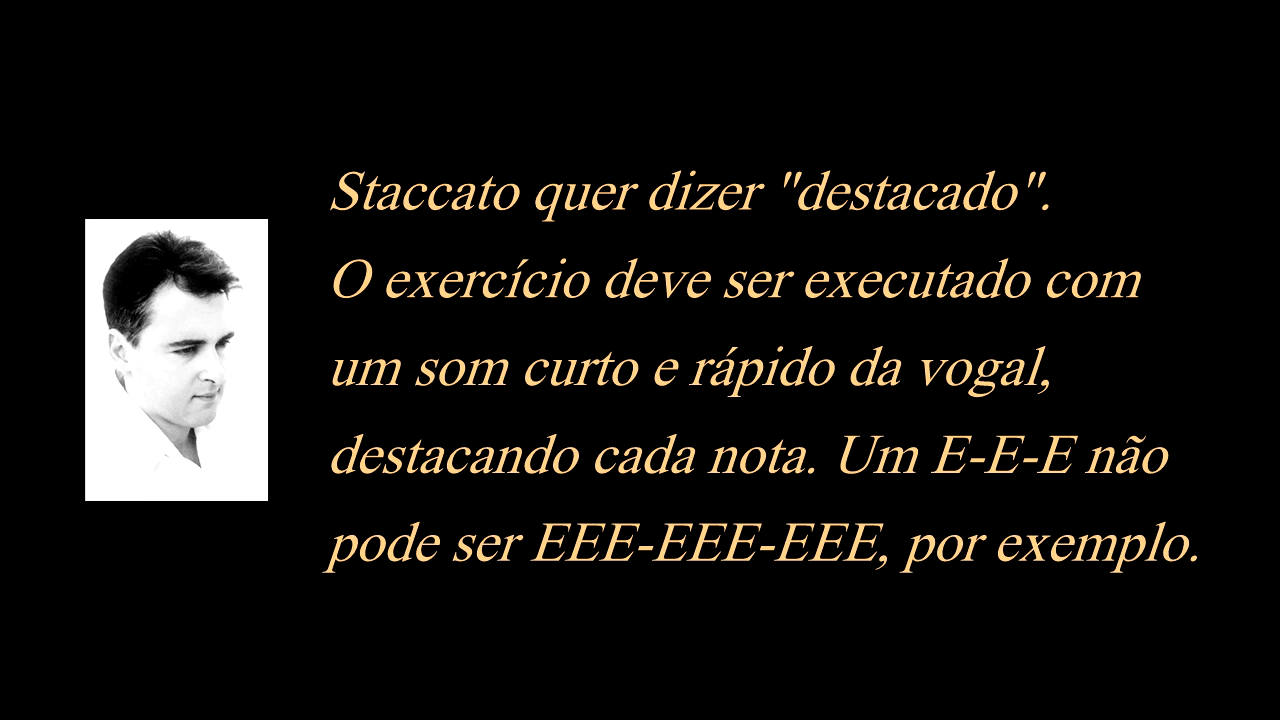 Staccato quer dizer "destacado".
O exercício deve ser executado com
um som curto e rápido da vogal,
destacando cada nota. Um E-E-E não
pode ser EEE-EEE-EEE, por exemplo.